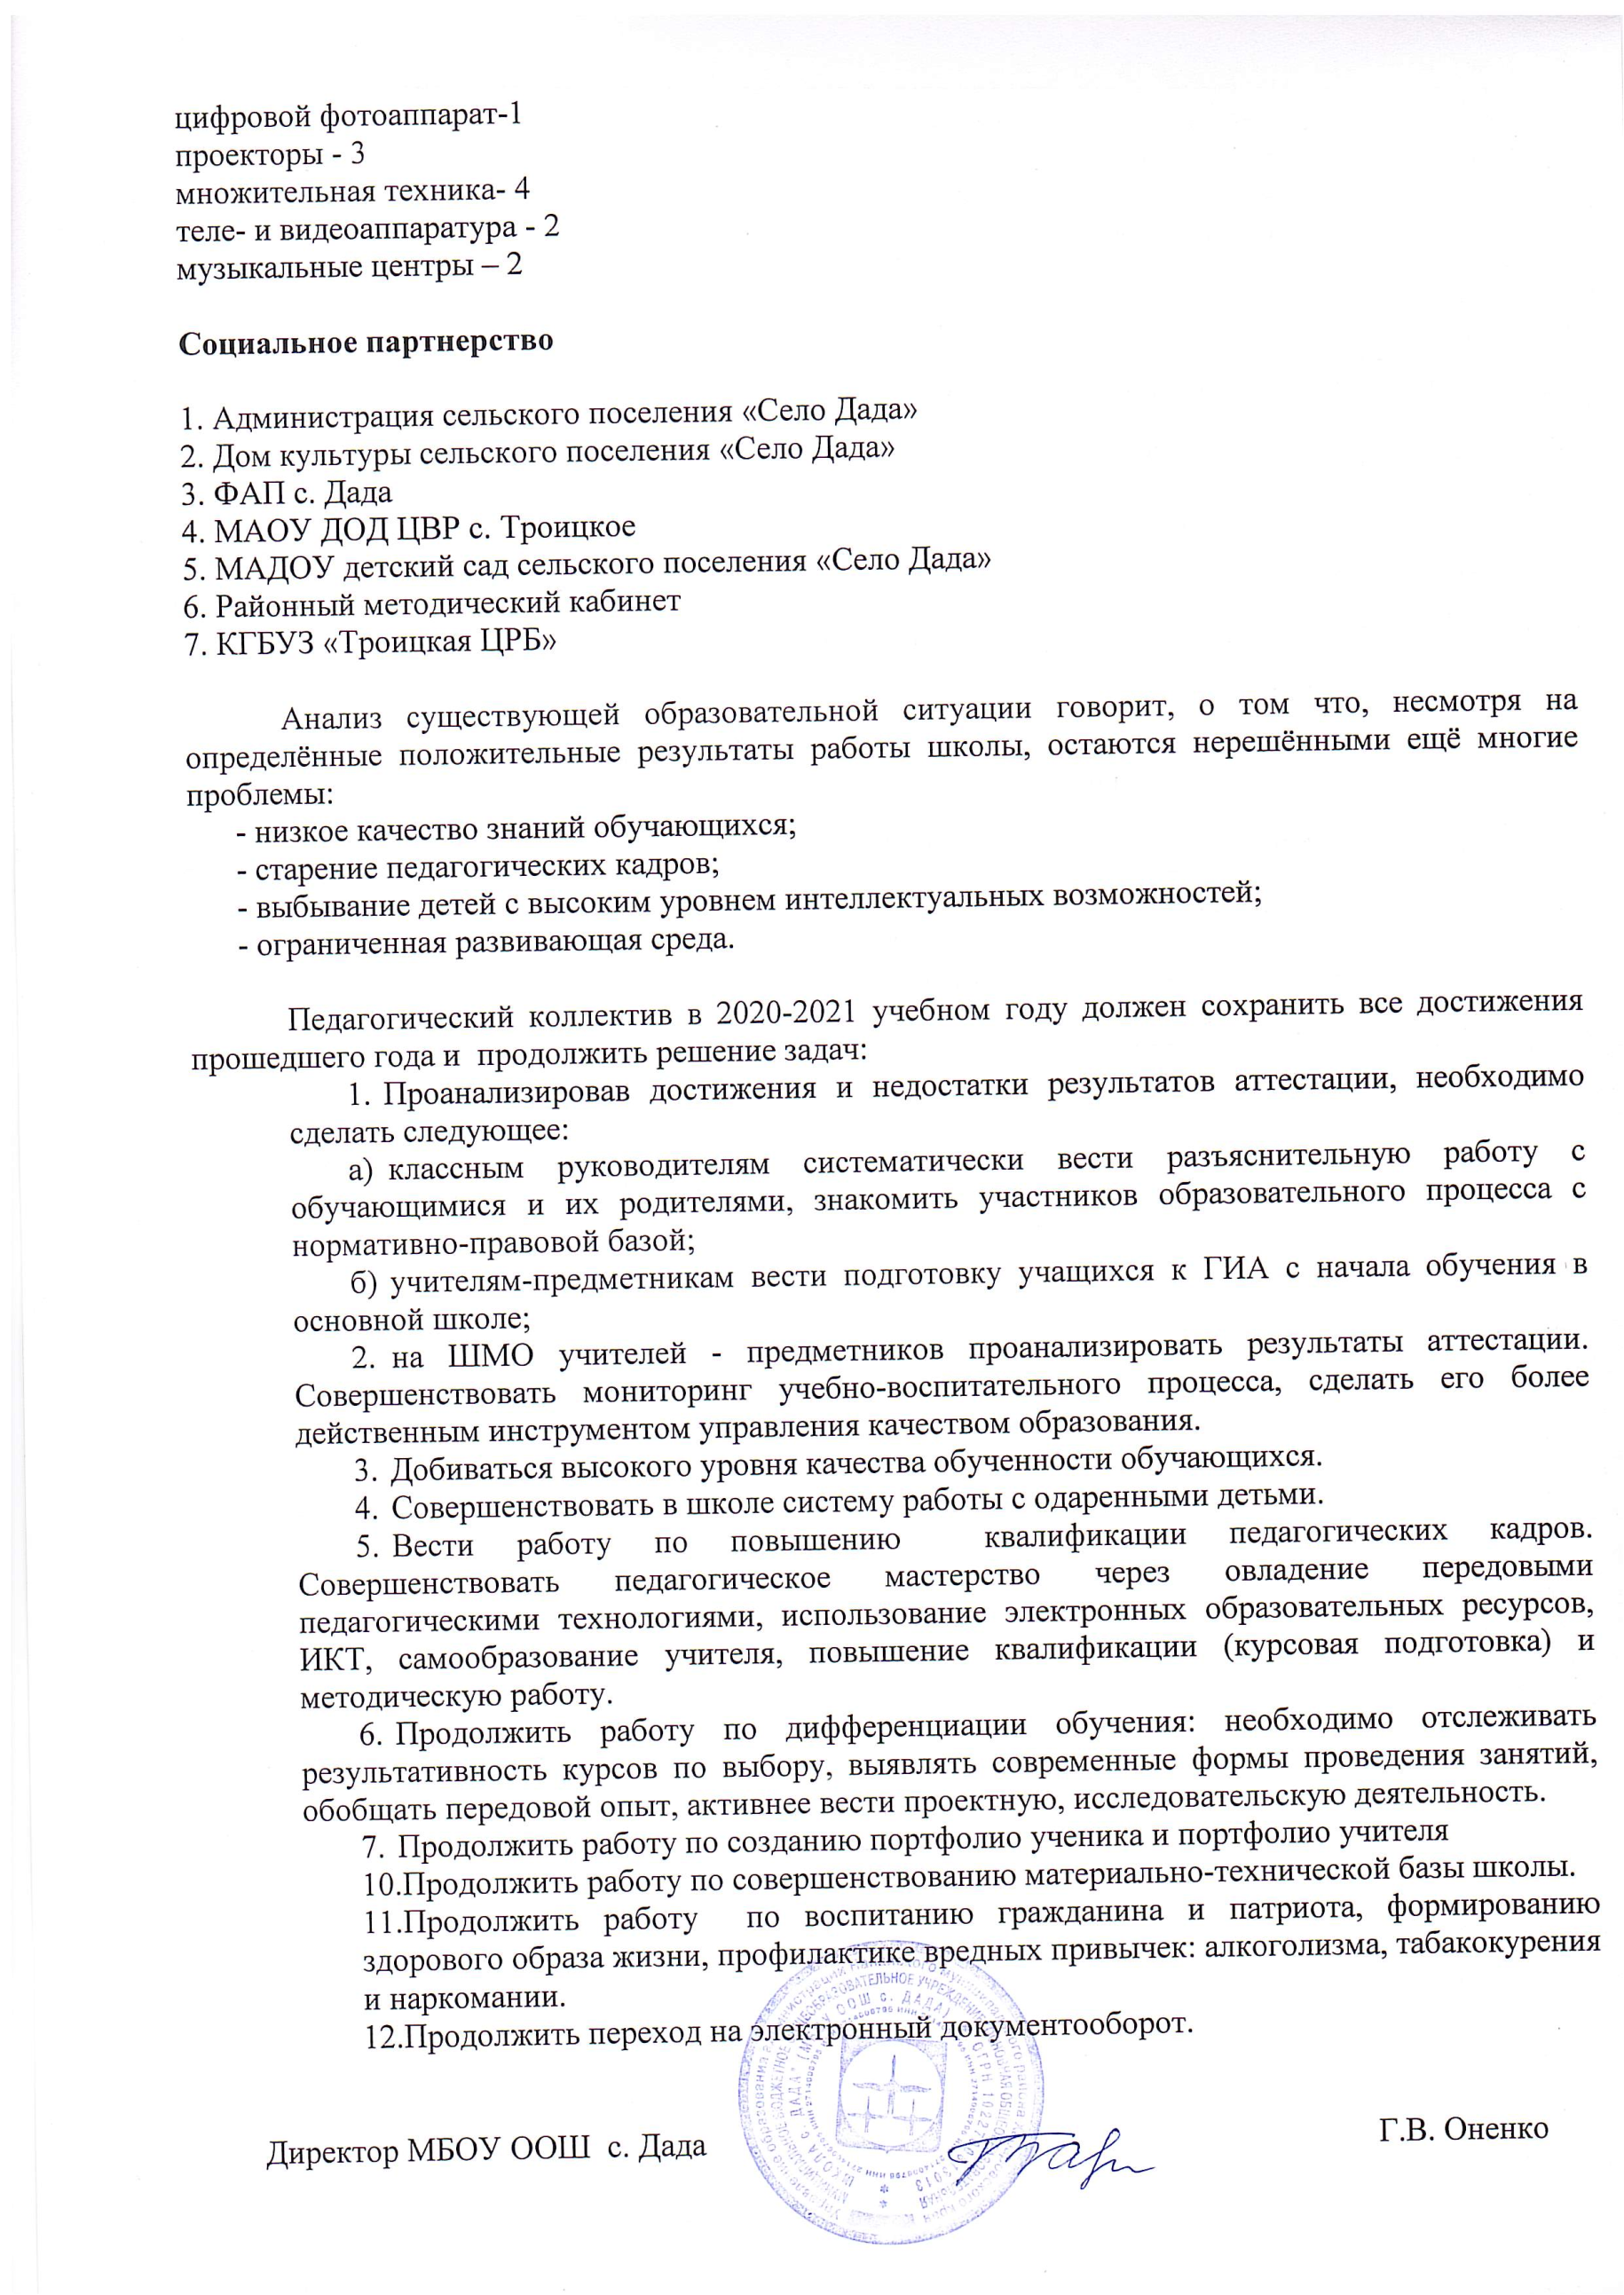 цифровой фотоаппарат-1
проекторы - 3
множительная техника- 4
теле- и видеоаппаратура - 2
музыкальные центры – 2
Социальное партнерство
1. Администрация сельского поселения «Село Дада»
2. Дом культуры сельского поселения «Село Дада»
3. ФАП с. Дада
4. МАОУ ДОД ЦВР с. Троицкое
5. МАДОУ детский сад сельского поселения «Село Дада»
6. Районный методический кабинет
7. КГБУЗ «Троицкая ЦРБ»
Анализ существующей образовательной ситуации говорит, о том что, несмотря на
определённые положительные результаты работы школы, остаются нерешёнными ещё многие
проблемы:
- низкое качество знаний обучающихся;
- старение педагогических кадров;
- выбывание детей с высоким уровнем интеллектуальных возможностей;
- ограниченная развивающая среда.
Педагогический коллектив в 2020-2021 учебном году должен сохранить все достижения
прошедшего года и продолжить решение задач:
1. Проанализировав достижения и недостатки результатов аттестации, необходимо
сделать следующее:
а) классным руководителям систематически вести разъяснительную работу с
обучающимися и их родителями, знакомить участников образовательного процесса с
нормативно-правовой базой;
б) учителям-предметникам вести подготовку учащихся к ГИА с начала обучения в
основной школе;
2. на ШМО учителей - предметников проанализировать результаты аттестации.
Совершенствовать мониторинг учебно-воспитательного процесса, сделать его более
действенным инструментом управления качеством образования.
3. Добиваться высокого уровня качества обученности обучающихся.
4. Совершенствовать в школе систему работы с одаренными детьми.
5. Вести работу по повышению квалификации педагогических кадров.
Совершенствовать педагогическое мастерство через овладение передовыми
педагогическими технологиями, использование электронных образовательных ресурсов,
ИКТ, самообразование учителя, повышение квалификации (курсовая подготовка) и
методическую работу.
6. Продолжить работу по дифференциации обучения: необходимо отслеживать
результативность курсов по выбору, выявлять современные формы проведения занятий,
обобщать передовой опыт, активнее вести проектную, исследовательскую деятельность.
7. Продолжить работу по созданию портфолио ученика и портфолио учителя
10.Продолжить работу по совершенствованию материально-технической базы школы.
11.Продолжить работу по воспитанию гражданина и патриота, формированию
здорового образа жизни, профилактике вредных привычек: алкоголизма, табакокурения
и наркомании.
12.Продолжить переход на электронный документооборот.
Директор МБОУ ООШ с. Дада
Г.В. Оненко